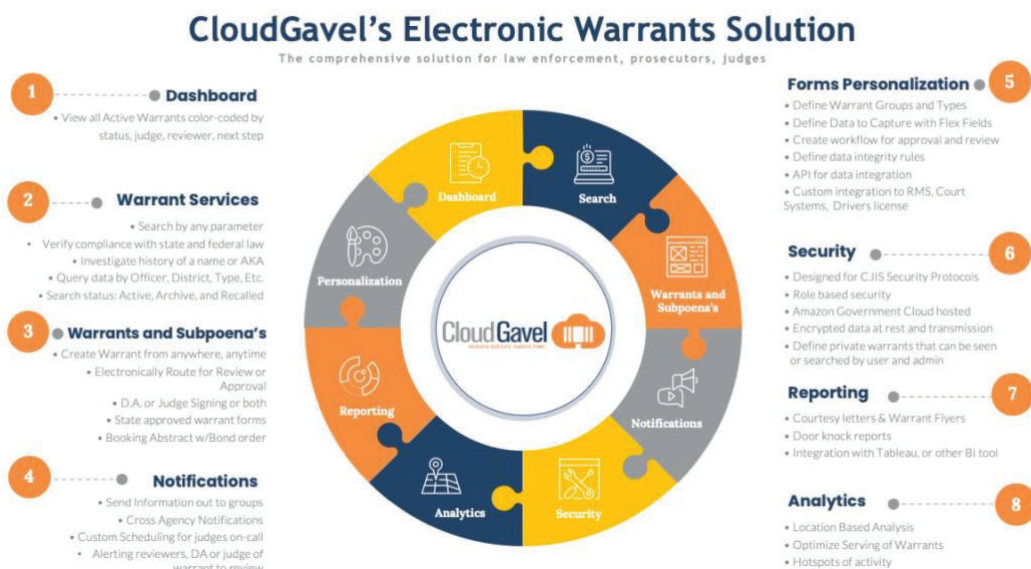 CloudGavel's Electronic Warrants Solution
The comprehensive solution for law enforcement, prosecutors, judges
1
Dashboard
• View all Active Warrants color-coded by
status, judge, reviewer, next step
2
Warrant Services
• Search by any parameter
• Verify compliance with state and federal law
• Investigate history of a name or AKA
• Query data by Officer, District, Type, Etc.
• Search status: Active, Archive, and Recalled
3
Warrants and Subpoena's
• Create Warrant from anywhere, anytime
• Electronically Route for Review or
Approval
• D.A. or Judge Signing or both
• State approved warrant forms
• Booking Abstract w/Bond order
4
Notifications
• Send Information out to groups
• Cross Agency Notifications
• Custom Scheduling for judges on-call
• Alerting reviewers, DA or judge of
warrant to review
Dashboard
Search
Personalization
Warrants and
Subpoena's
CloudGavel
Reporting
Notifications
Analytics
Security
Forms Personalization
5
• Define Warrant Groups and Types
• Define Data to Capture with Flex Fields
• Create workflow for approval and review
• Define data integrity rules
• API for data integration
• Custom integration to RMS, Court
Systems, Drivers license
Security
6
• Designed for CJIS Security Protocols
• Role based security
• Amazon Government Cloud hosted
• Encrypted data at rest and transmission
• Define private warrants that can be seen
or searched by user and admin
Reporting
7
• Courtesy letters & Warrant Flyers
• Door knock reports
• Integration with Tableau, or other BI tool
Analytics
8
• Location Based Analysis
• Optimize Serving of Warrants
• Hotspots of activity